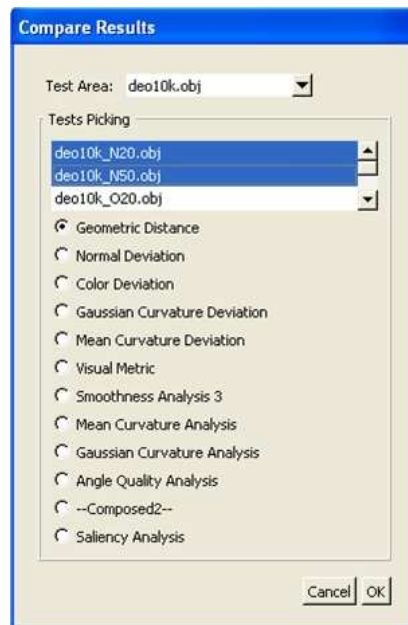 Compare Results
Test Area: deo10k.obj
Tests Picking
deo10k_N20.obj
deo10k_N50.obj
deo10k_O20.obj
Geometric Distance
Normal Deviation
Color Deviation
Gaussian Curvature Deviation
Mean Curvature Deviation
Visual Metric
Smoothness Analysis 3
Mean Curvature Analysis
Gaussian Curvature Analysis
Angle Quality Analysis
--Composed2--
Saliency Analysis
Cancel OK